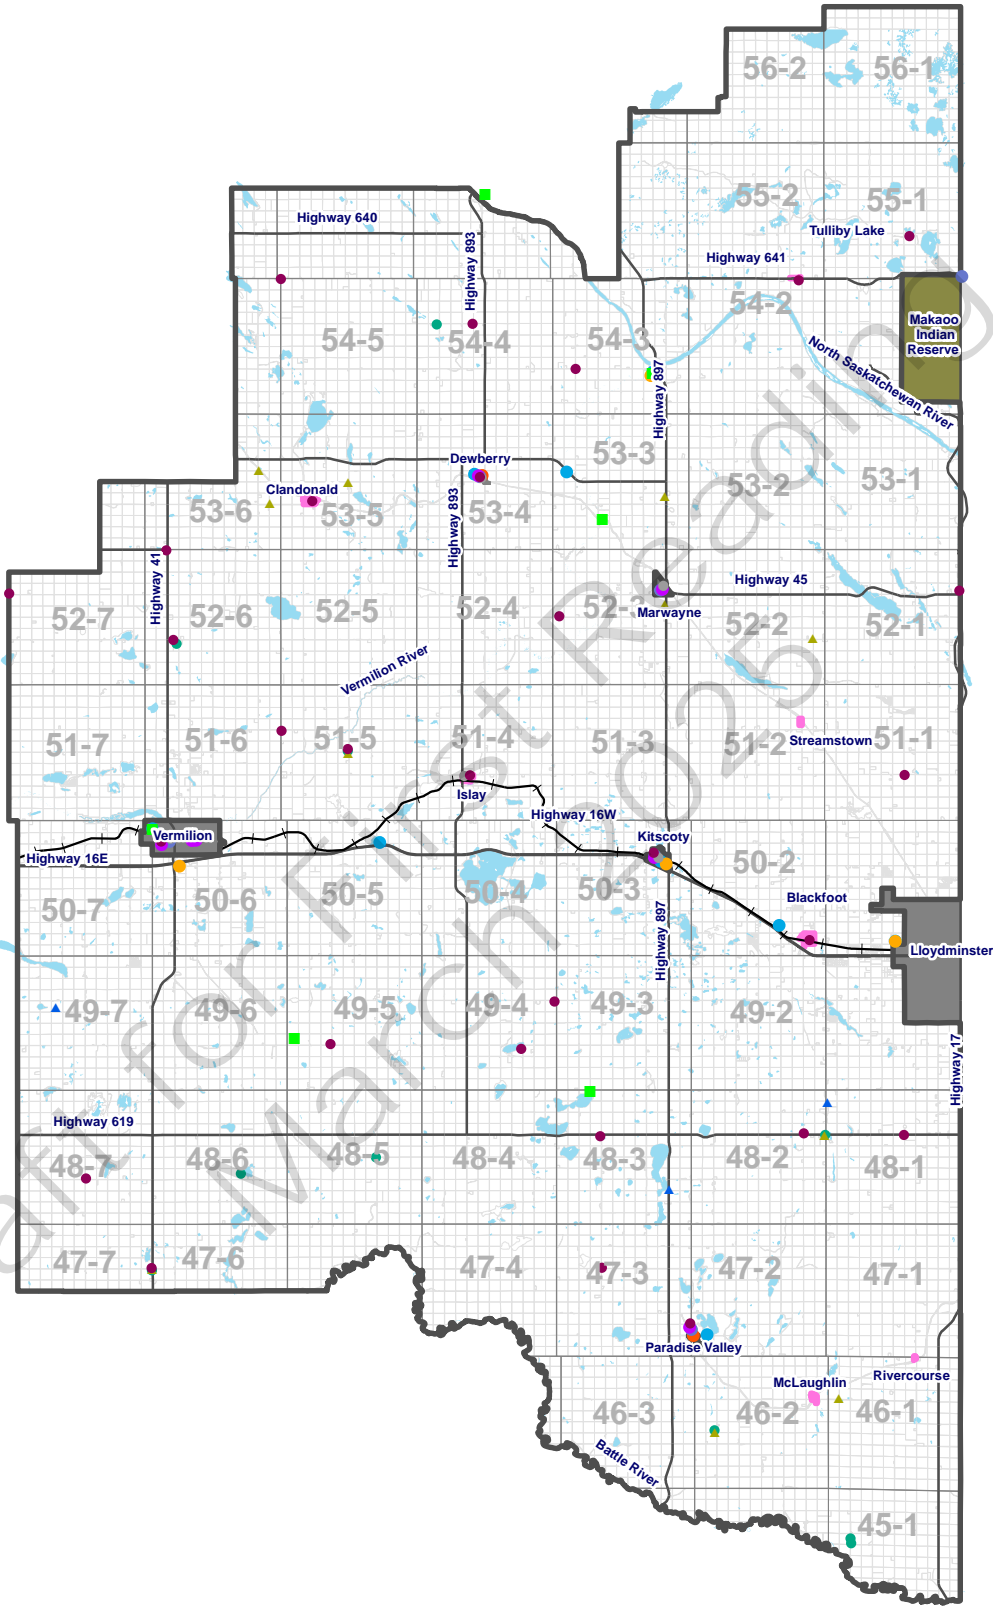 56-2
56-1
55-2
55-1
Highway 640
Tulliby Lake
Highway 893
Highway 641
54-2
Makaoo
Indian
Reserve
54-5
54-4
54-3
North Saskatchewan River
Highway 897
Dewberry
53-3
53-2
53-1
Clandonald
53-6
53-5
53-4
Highway 893
Highway 41
Highway 45
52-7
52-6
52-5
52-4
52-3
Marwayne
52-2
52-1
Vermilion River
51-7
51-6
51-5
51-4
51-3
51-2
Streamstown
51-1
Islay
Highway 16W
Vermilion
Kitscoty
Highway 16E
50-7
50-6
50-5
50-4
50-3
50-2
Blackfoot
Highway 897
Lloydminster
49-7
49-6
49-5
49-4
49-3
49-2
Highway 17
Highway 619
48-7
48-6
48-5
48-4
48-3
48-2
48-1
47-7
47-6
47-4
47-3
47-2
47-1
Paradise Valley
McLaughlin
Rivercourse
46-3
46-2
46-1
Battle River
45-1
for First Reading
March 2025